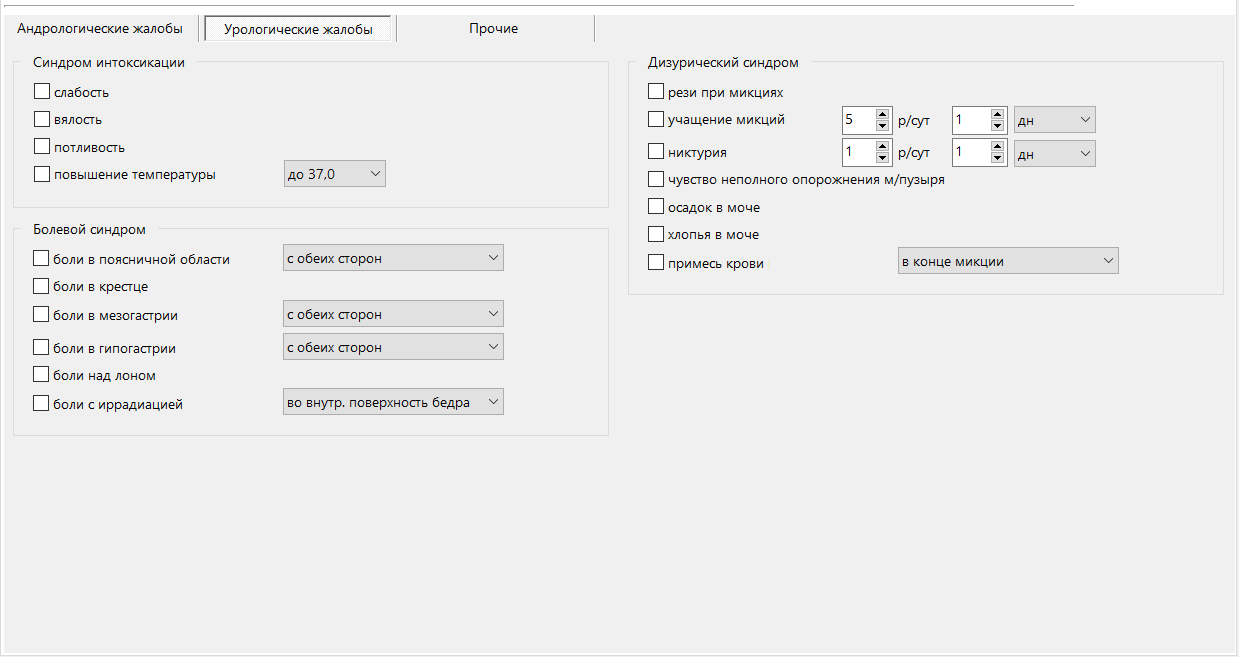 Андрологические жалобы
Урологические жалобы
Прочие
Синдром интоксикации
слабость
вялость
потливость
повышение температуры до 37,0
Болевой синдром
боли в поясничной области с обеих сторон
боли в крестце
боли в мезогастрии с обеих сторон
боли в гипогастрии с обеих сторон
боли над лоном
боли с иррадиацией во внутр. поверхность бедра
Дизурический синдром
рези при микциях
учащение микций 5 р/сут 1 дн
никтурия 1 р/сут 1 дн
чувство неполного опорожнения м/пузыря
осадок в моче
хлопья в моче
примесь крови в конце микции